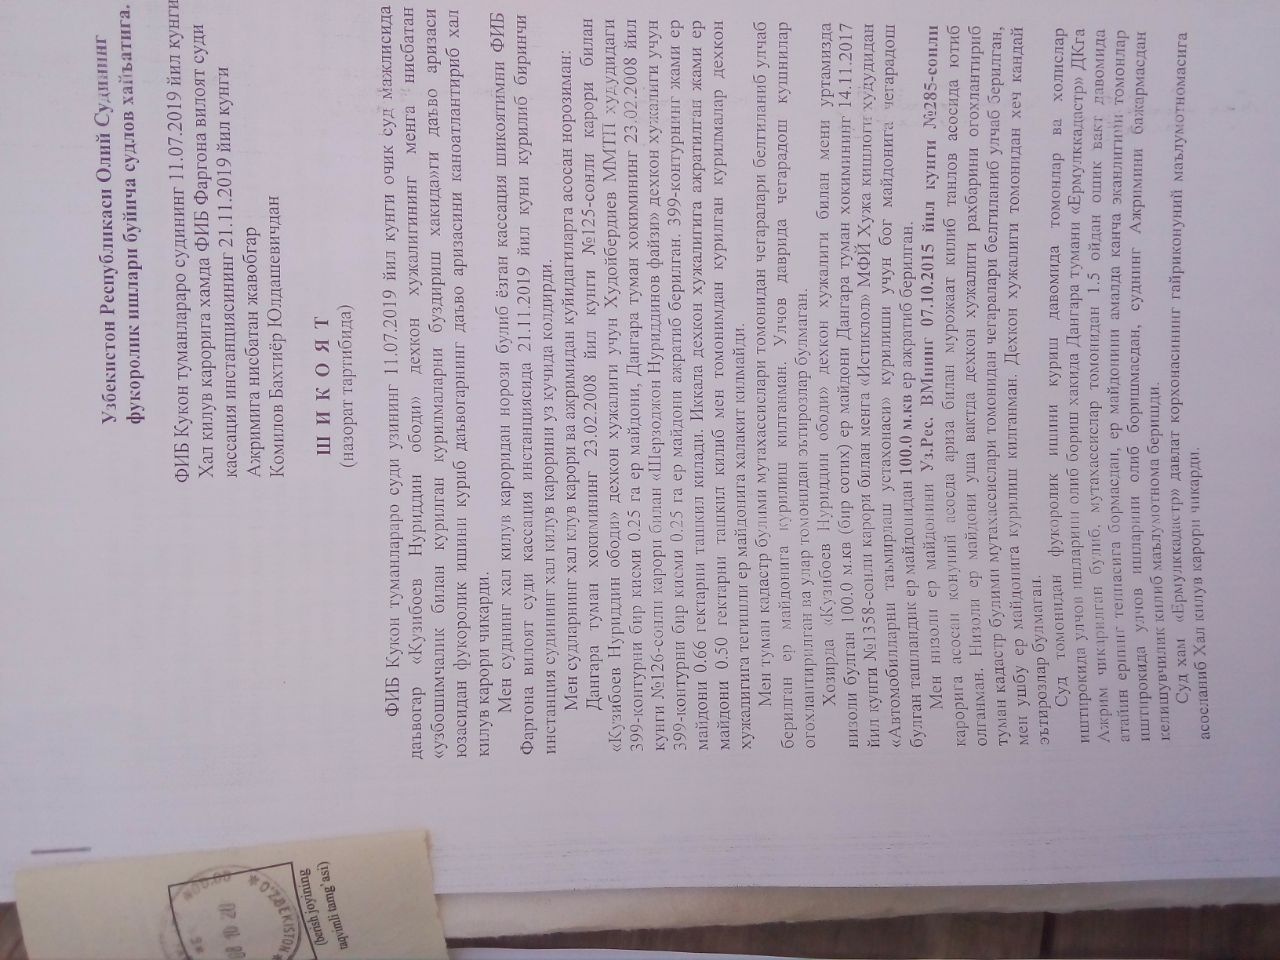 Узбекистон Республикаси Олий Судининг
фукоролик ишлари буйича судлов хайъатига.
ФИБ Кукон туманлараро судининг 11.07.2019 йил кунги
Хал килув карорига хамда ФИБ Фаргона вилоят суди
кассация инстанциясининг 21.11.2019 йил кунги
Ажримига нисбатан жавобгар
Комилов Бахтиёр Юлдашевичдан
Ш И К О Я Т
(назорат тартибида)
ФИБ Кукон туманлараро суди узининг 11.07.2019 йил кунги очик суд мажлисида
даъвогар «Кузибоев Нуриддин ободи» дехкон хужалигининг менга нисбатан
«узбошимчалик билан курилган курилмаларни буздириш хакида»ги даъво аризаси
юзасидан фукоролик ишини куриб даъвогарнинг даъво аризасини каноатлантириб хал
килув карори чикарди.
Мен суднинг хал килув кароридан норози булиб ёзган кассация шикоятимни ФИБ
Фаргона вилоят суди кассация инстанциясида 21.11.2019 йил куни курилиб биринчи
инстанция судининг хал килув карорини уз кучида колдирди.
Мен судларнинг хал клув карори ва ажримидан куйидагиларга асосан норозиман:
Дангара туман хокимининг 23.02.2008 йил кунги №125-сонли карори билан
«Кузибоев Нуриддин ободи» дехкон хужалиги учун Худойбердиев ММТП худудидаги
399-контурни бир кисми 0.25 га ер майдони, Дангара туман хокимининг 23.02.2008 йил
кунги №126-сонли карори билан «Шерзоджон Нуриддинов файзи» дехкон хужалиги учун
399-контурни бир кисми 0.25 га ер майдони ажратиб берилган. 399-контурнинг жами ер
майдони 0.66 гектарни ташкил килади. Иккала дехкон хужалигига ажратилган жами ер
майдони 0.50 гектарни ташкил килиб мен томонимдан курилган курилмалар дехкон
хужалигига тегишли ер майдонига халакит килмайди.
Мен туман кадастр булими мутахассислари томонидан чегаралари белгиланиб улчаб
берилган ер майдонига курилиш килганман. Улчов даврида чегарадош кушнилар
огохлантирилган ва улар томонидан эътирозлар булмаган.
Хозирда «Кузибоев Нуриддин ободи» дехкон хужалиги билан мени уртамизда
низоли булган 100.0 м.кв (бир сотих) ер майдони Дангара туман хокимининг 14.11.2017
йил кунги №1358-сонли карори билан менга «Истиклол» МФЙ Хужа кишлоги худудидан
«Автомобилларни таъмирлаш устахонаси» курилиши учун бог майдонига чегарадош
булган ташландик ер майдонидан 100.0 м.кв ер ажратиб берилган.
Мен низоли ер майдонини Уз.Рес. ВМнинг 07.10.2015 йил кунги №285-сонли
карорига асосан конуний асосда ариза билан мурожаат килиб танлов асосида ютиб
олганман. Низоли ер майдони уша вактда дехкон хужалиги рахбарини огохлантириб
туман кадастр булими мутахассислари томонидан чегаралари белгиланиб улчаб берилган,
мен ушбу ер майдонига курилиш килганман. Дехкон хужалиги томонидан хеч кандай
эътирозлар булмаган.
Суд томонидан фукоролик ишини куриш давомида томонлар ва холислар
иштирокида улчов ишларини олиб бориш хакида Дангара тумани «Ермулккадастр» ДКга
Ажрим чикарилган булиб, мутахассислар томонидан 1.5 ойдан ошик вакт давомида
атайин ернинг тепасига бормасдан, ер майдонини амалда канча эканлигини томонлар
иштирокида улчов ишларини олиб боришмасдан, суднинг Ажримини бажармасдан
келишувчилик килиб маълумотнома беришди.
Суд хам «Ермулккадастр» давлат корхонасининг гайриконуний маълумотномасига
асосланиб Хал килув карори чикарди.
O'ZBEKISTON
08 10 20
(berish joyining
taqvimli tamg'asi)